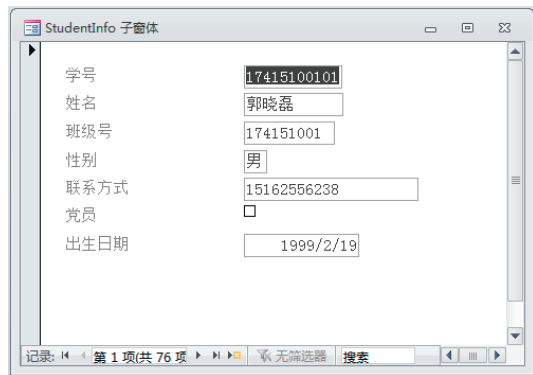 StudentInfo 子窗体
学号 17415100101
姓名 郭晓磊
班级号 174151001
性别 男
联系方式 15162556238
党员
出生日期 1999/2/19
记录: 第 1 项(共 76 项 无筛选器 搜索